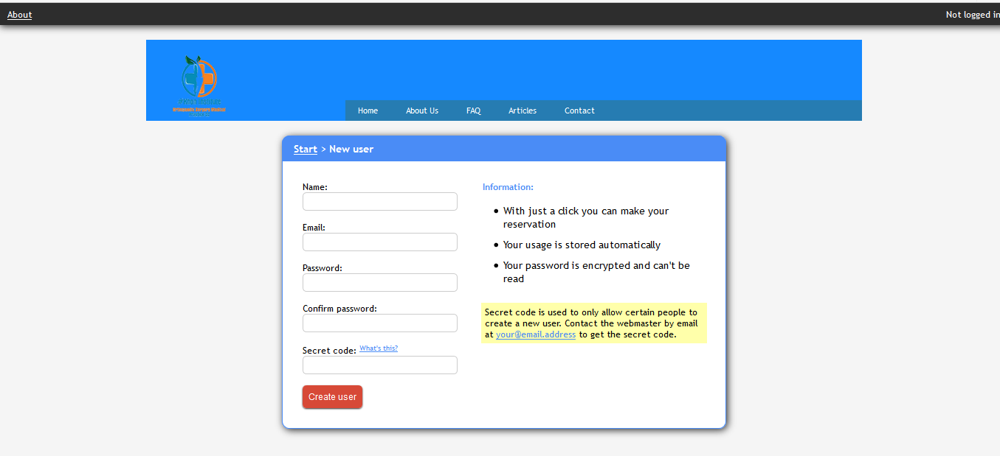 About
Not logged in
Home About Us FAQ Articles Contact
Start > New user
Name:
Email:
Password:
Confirm password:
Secret code: What's this?
Create user
Information:
With just a click you can make your
reservation
Your usage is stored automatically
Your password is encrypted and can't be
read
Secret code is used to only allow certain people to
create a new user. Contact the webmaster by email
at your@email.address to get the secret code.